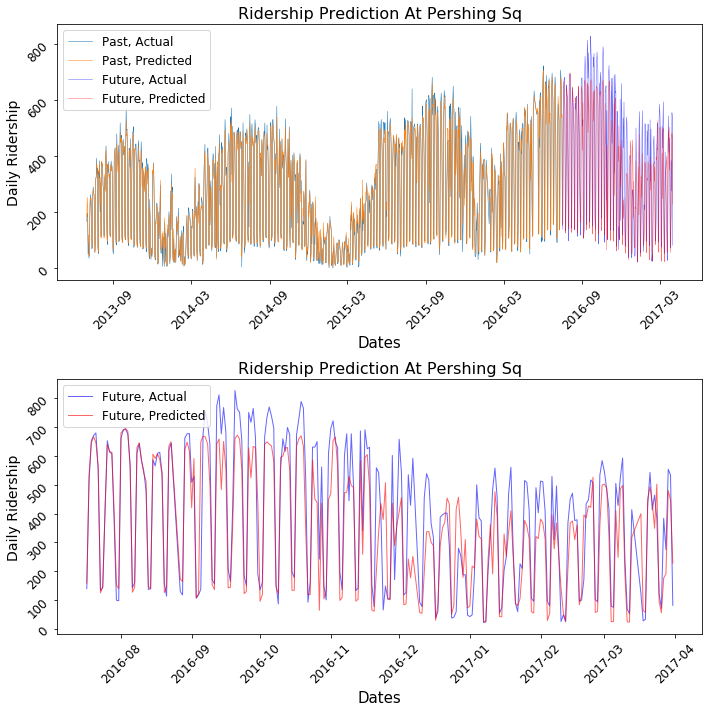 Ridership Prediction At Pershing Sq
800
600
400
200
0
Daily Ridership
Past, Actual
Past, Predicted
Future, Actual
Future, Predicted
2013-09
2014-03
2014-09
2015-03
2015-09
2016-03
2016-09
2017-03
Dates
Ridership Prediction At Pershing Sq
800
700
600
500
400
300
200
100
0
Daily Ridership
Future, Actual
Future, Predicted
2016-08
2016-09
2016-10
2016-11
2016-12
2017-01
2017-02
2017-03
2017-04
Dates